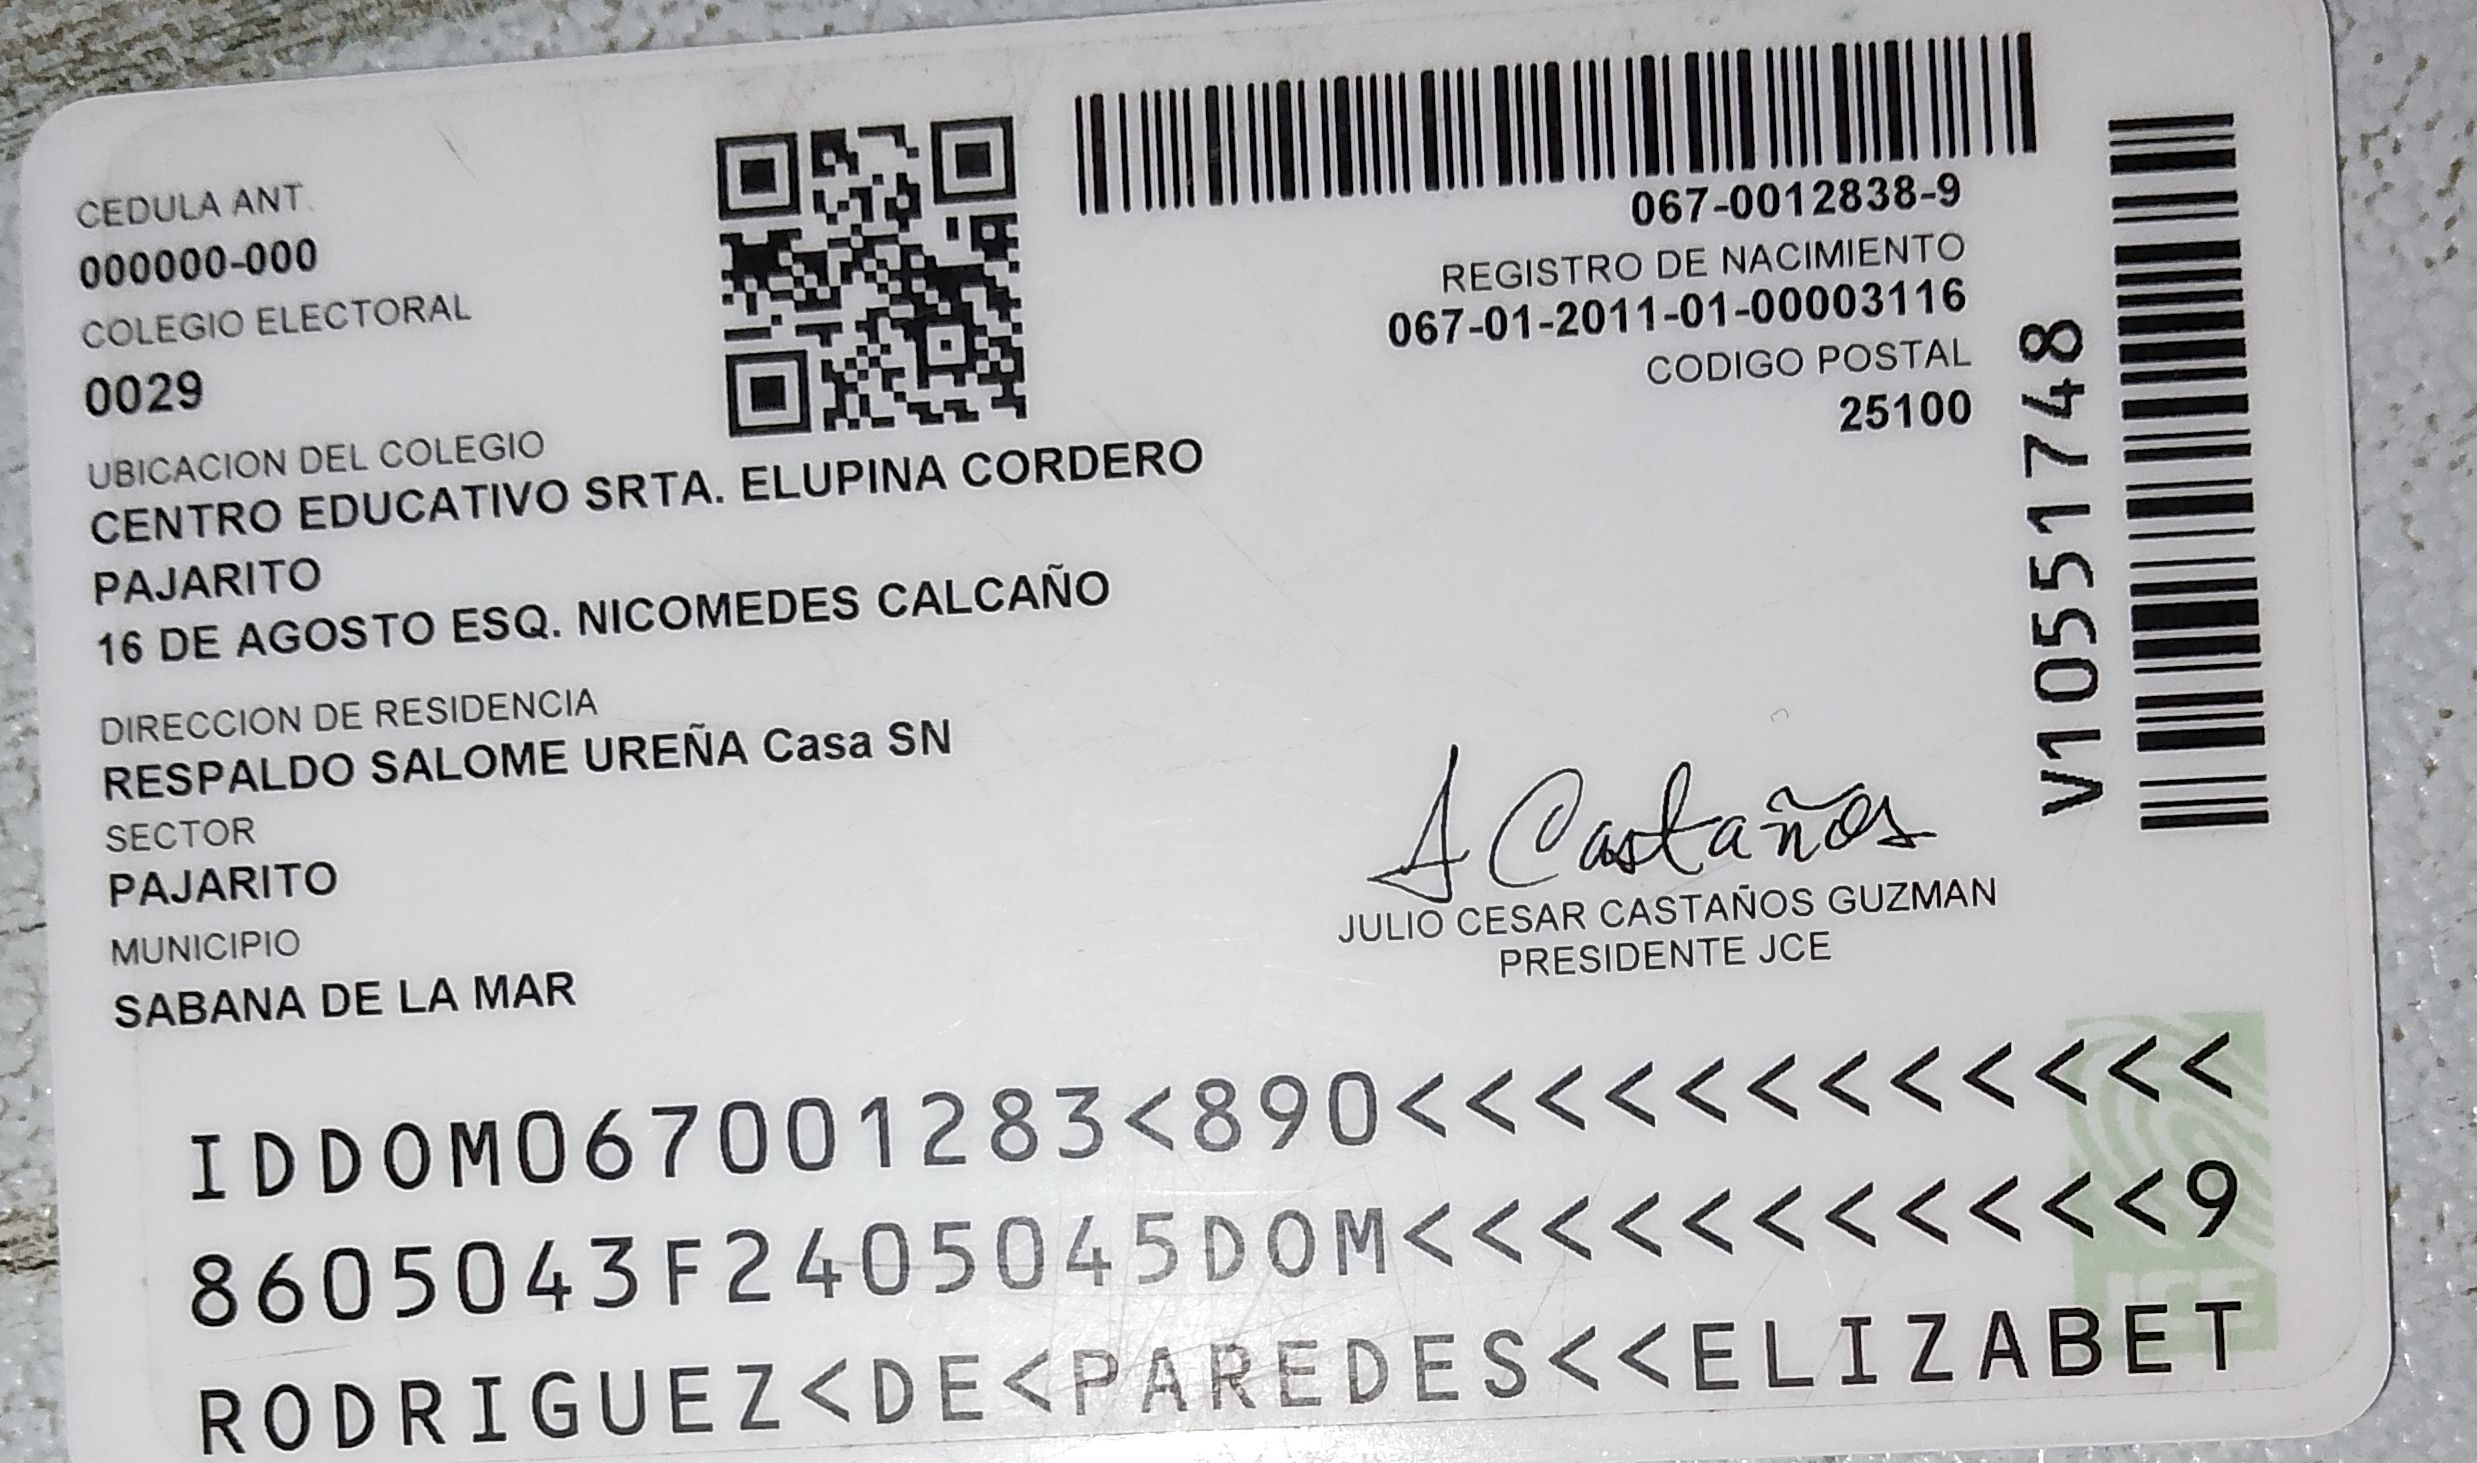 CEDULA ANT.
000000-000
COLEGIO ELECTORAL
0029
UBICACION DEL COLEGIO
CENTRO EDUCATIVO SRTA. ELUPINA CORDERO
PAJARITO
16 DE AGOSTO ESQ. NICOMEDES CALCAÑO
DIRECCION DE RESIDENCIA
RESPALDO SALOME UREÑA Casa SN
SECTOR
PAJARITO
MUNICIPIO
SABANA DE LA MAR
067-0012838-9
REGISTRO DE NACIMIENTO
067-01-2011-01-00003116
CODIGO POSTAL
25100
V10551748
J Castaños
JULIO CESAR CASTAÑOS GUZMAN
PRESIDENTE JCE
JCE
IDDOM067001283<890<<<<<<<<<<<<
8605043F2405045DOM<<<<<<<<<<<9
RODRIGUEZ<DE<PAREDES<<ELIZABET